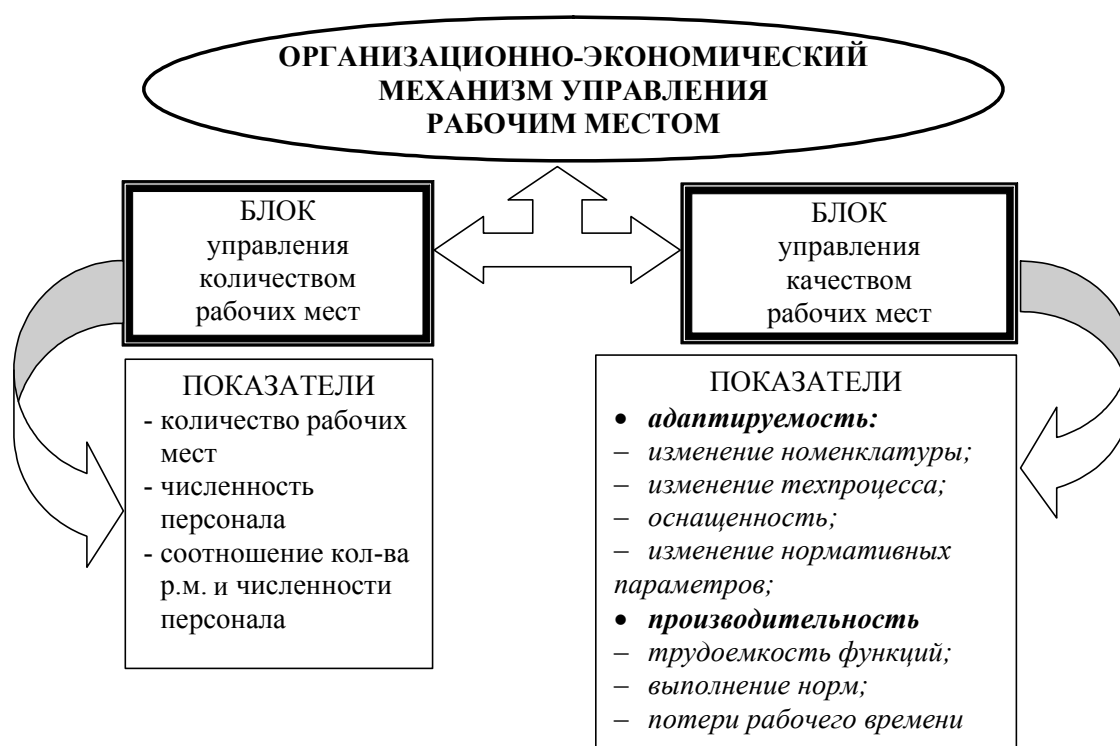 ОРГАНИЗАЦИОННО-ЭКОНОМИЧЕСКИЙ
МЕХАНИЗМ УПРАВЛЕНИЯ
РАБОЧИМ МЕСТОМ
БЛОК
управления
количеством
рабочих мест
БЛОК
управления
качеством
рабочих мест
ПОКАЗАТЕЛИ
- количество рабочих
мест
- численность
персонала
- соотношение кол-ва
р.м. и численности
персонала
ПОКАЗАТЕЛИ
• адаптируемость:
– изменение номенклатуры;
– изменение техпроцесса;
– оснащенность;
– изменение нормативных
параметров;
• производительность
– трудоемкость функций;
– выполнение норм;
– потери рабочего времени